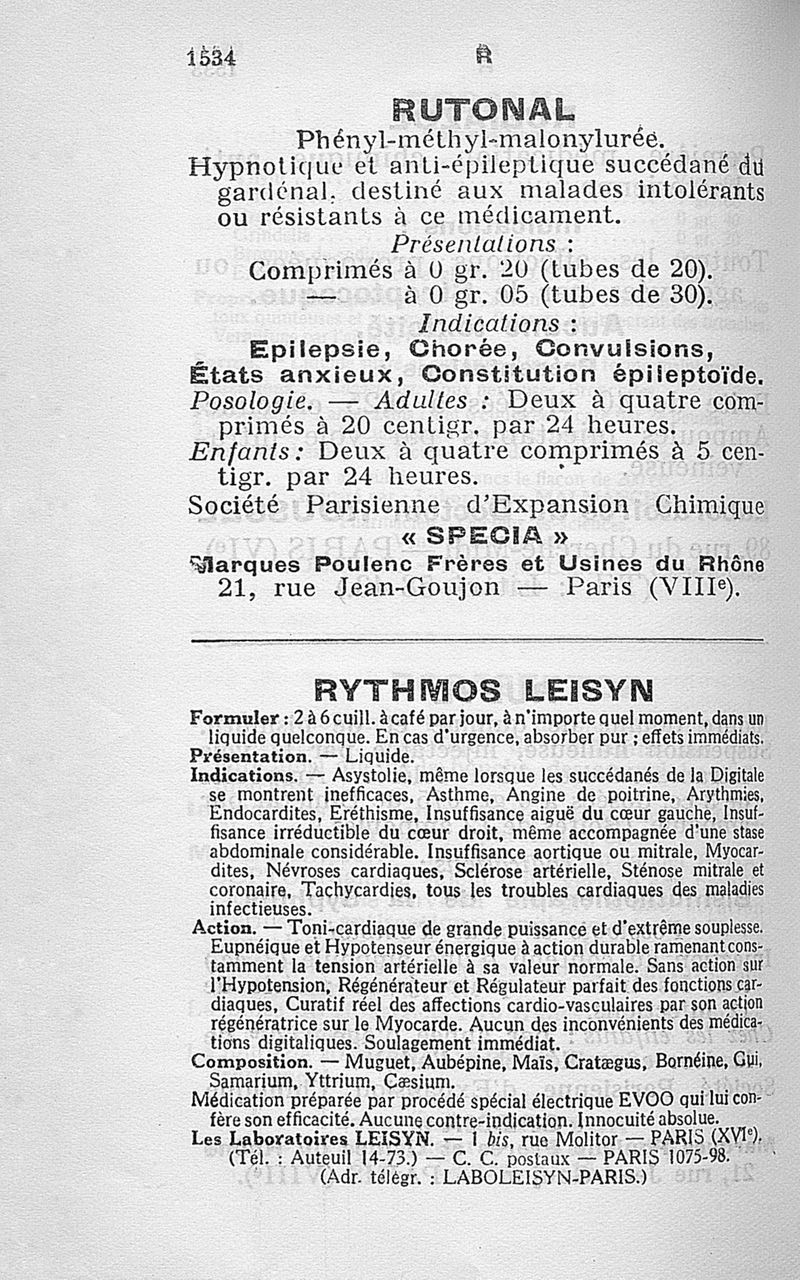 1534
R
RUTONAL
Phényl-méthyl-malonylurée.
Hypnotique et anti-épileptique succédané du
gardénal, destiné aux malades intolérants
ou résistants à ce médicament.
Présentations :
Comprimés à 0 gr. 20 (tubes de 20).
— à 0 gr. 05 (tubes de 30).
Indications :
Epilepsie, Chorée, Convulsions,
États anxieux, Constitution épileptoïde.
Posologie. — Adultes : Deux à quatre com-
primés à 20 centigr. par 24 heures.
Enfants : Deux à quatre comprimés à 5 cen-
tigr. par 24 heures.
Société Parisienne d'Expansion Chimique
« SPECIA »
Marques Poulenc Frères et Usines du Rhône
21, rue Jean-Goujon — Paris (VIIIe).
RYTHMOS LEISYN
Formuler : 2 à 6 cuill. à café par jour, à n'importe quel moment, dans un
liquide quelconque. En cas d'urgence, absorber pur ; effets immédiats.
Présentation. — Liquide.
Indications. — Asystolie, même lorsque les succédanés de la Digitale
se montrent inefficaces, Asthme, Angine de poitrine, Arythmies,
Endocardites, Eréthisme, Insuffisance aiguë du cœur gauche, Insuf-
fisance irréductible du cœur droit, même accompagnée d'une stase
abdominale considérable. Insuffisance aortique ou mitrale, Myocar-
dites, Névroses cardiaques, Sclérose artérielle, Sténose mitrale et
coronaire, Tachycardies, tous les troubles cardiaques des maladies
infectieuses.
Action. — Toni-cardiaque de grande puissance et d'extrême souplesse.
Eupnéique et Hypotenseur énergique à action durable ramenant cons-
tamment la tension artérielle à sa valeur normale. Sans action sur
l'Hypotension, Régénérateur et Régulateur parfait des fonctions car-
diaques, Curatif réel des affections cardio-vasculaires par son action
régénératrice sur le Myocarde. Aucun des inconvénients des médica-
tions digitaliques. Soulagement immédiat.
Composition. — Muguet, Aubépine, Maïs, Cratægus, Bornéine, Gui,
Samarium, Yttrium, Cæsium.
Médication préparée par procédé spécial électrique EVOO qui lui con-
fère son efficacité. Aucune contre-indication. Innocuité absolue.
Les Laboratoires LEISYN. — 1 bis, rue Molitor — PARIS (XVIe).
(Tél. : Auteuil 14-73.) — C. C. postaux — PARIS 1075-98.
(Adr. télégr. : LABOLEISYN-PARIS.)